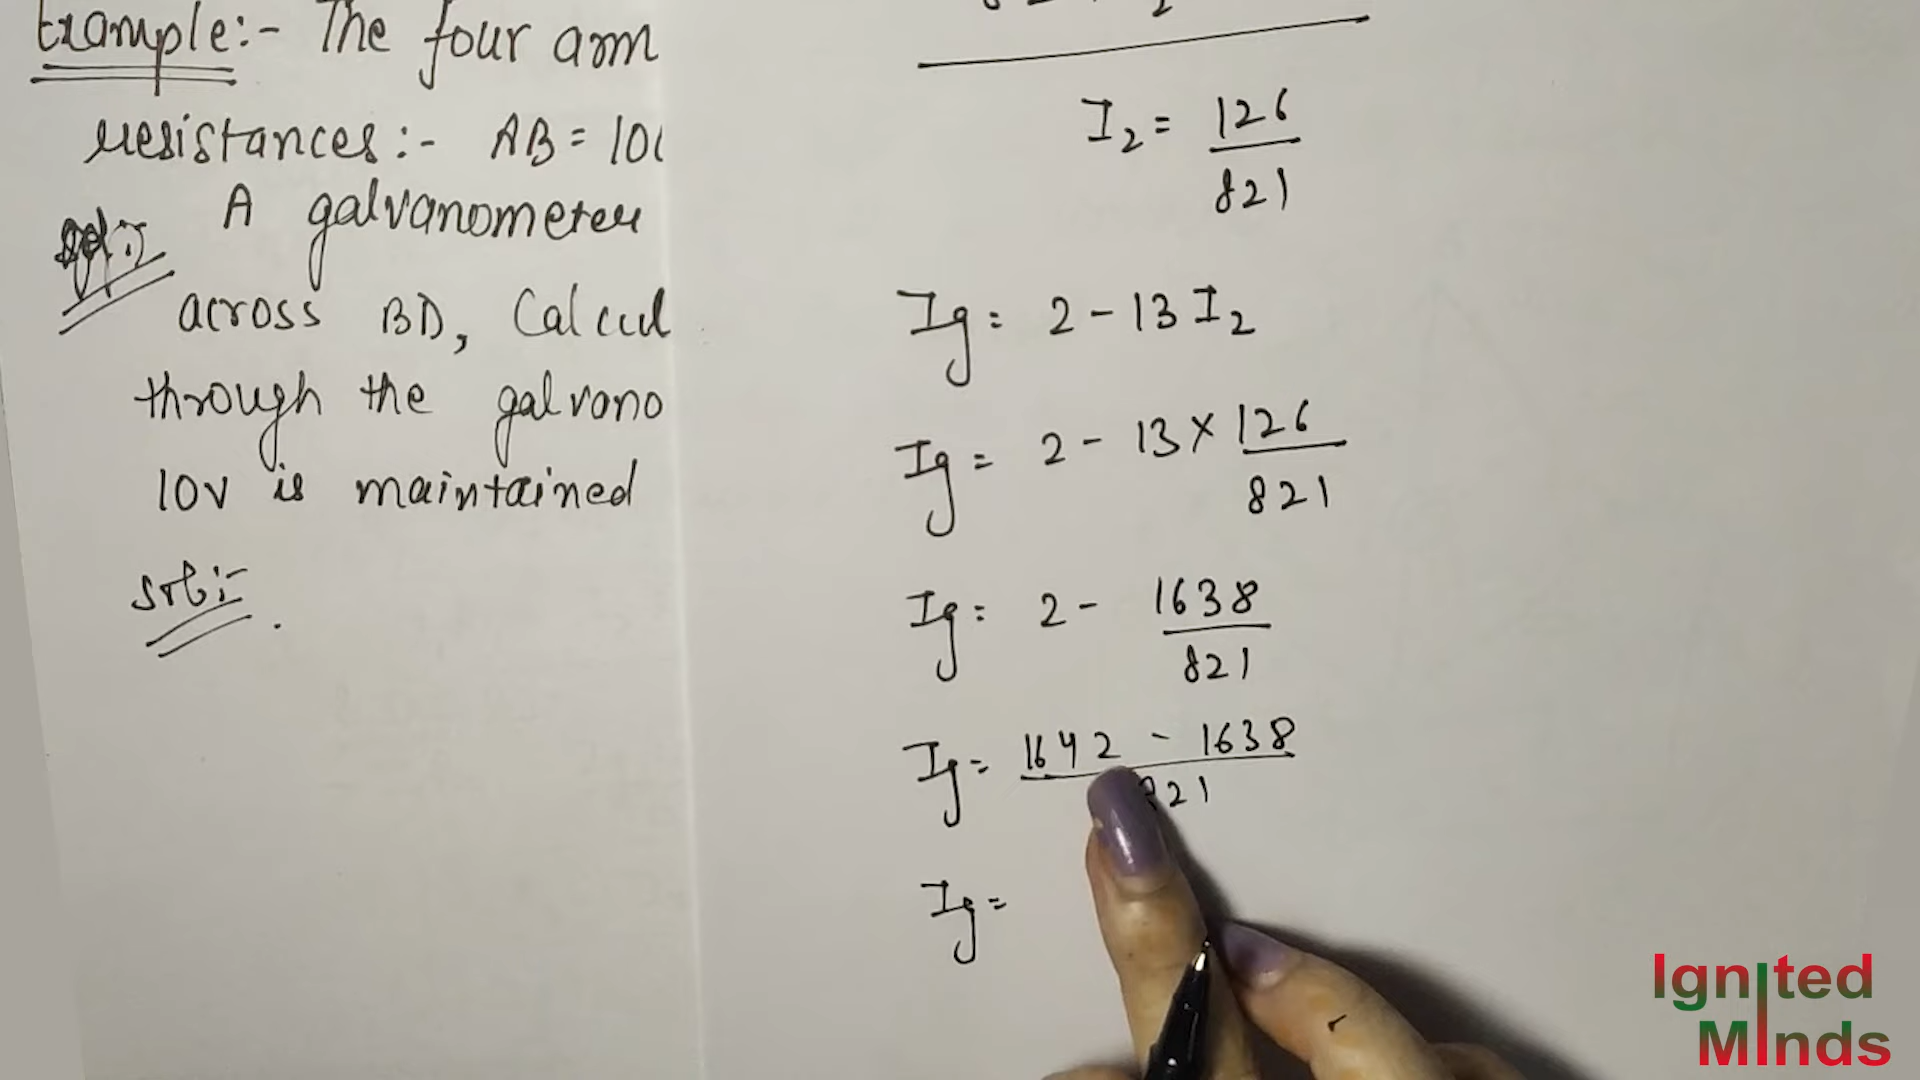 Example:- The four arm
resistances:- AB = 10
A galvanometer
across BD, Calcul
through the galvano
10v is maintained
sol:-
I2 = 126
821
Ig = 2 - 13 I2
Ig = 2 - 13 × 126
821
Ig = 2 - 1638
821
Ig = 1642 - 1638
821
Ig =
Ignited
Minds